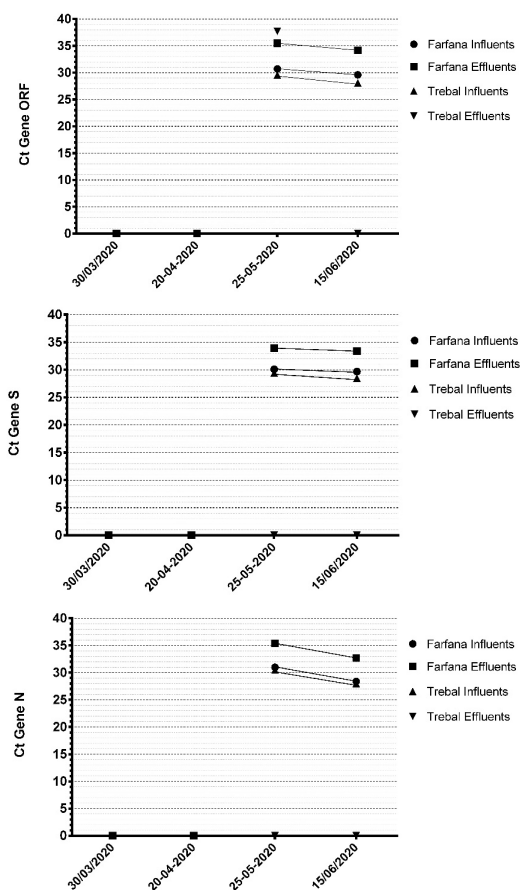 Ct Gene ORF
40
35
30
25
20
15
10
5
0
30/03/2020
20-04-2020
25-05-2020
15/06/2020
Farfana Influents
Farfana Effluents
Trebal Influents
Trebal Effluents
Ct Gene S
40
35
30
25
20
15
10
5
0
30/03/2020
20-04-2020
25-05-2020
15/06/2020
Farfana Influents
Farfana Effluents
Trebal Influents
Trebal Effluents
Ct Gene N
40
35
30
25
20
15
10
5
0
30/03/2020
20-04-2020
25-05-2020
15/06/2020
Farfana Influents
Farfana Effluents
Trebal Influents
Trebal Effluents